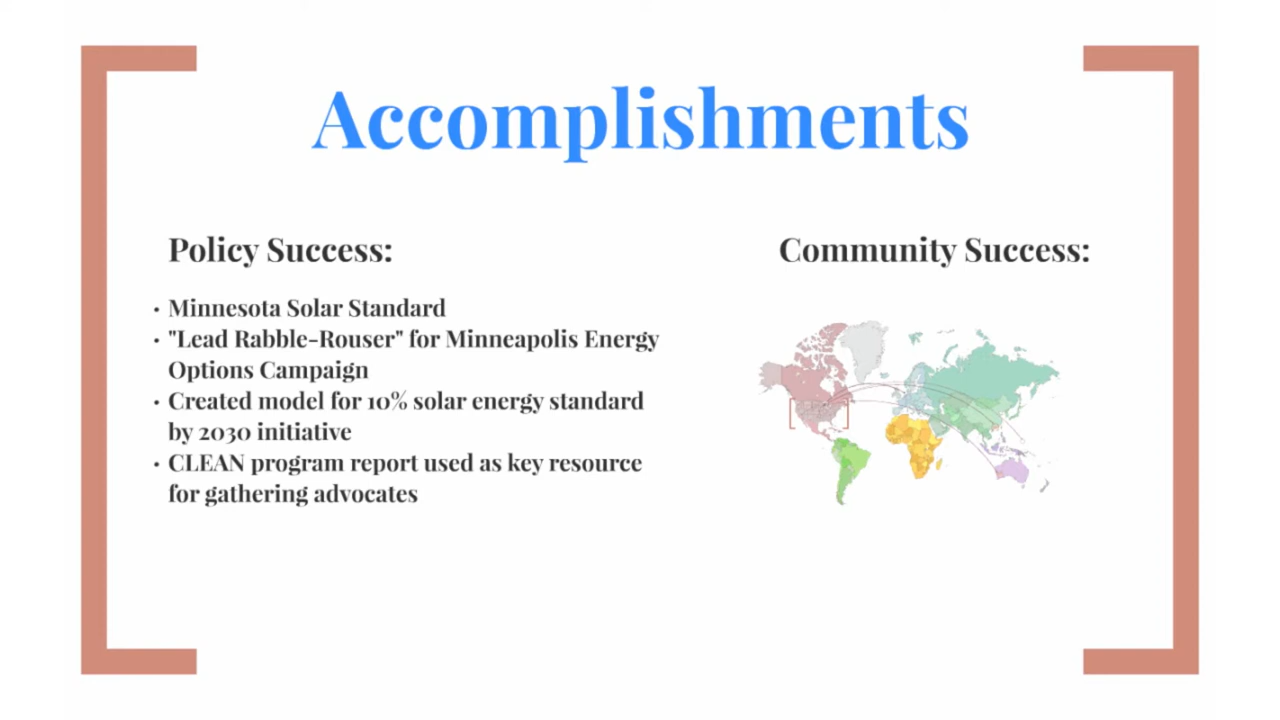 Accomplishments
Policy Success:
• Minnesota Solar Standard
• "Lead Rabble-Rouser" for Minneapolis Energy
Options Campaign
• Created model for 10% solar energy standard
by 2030 initiative
• CLEAN program report used as key resource
for gathering advocates
Community Success: